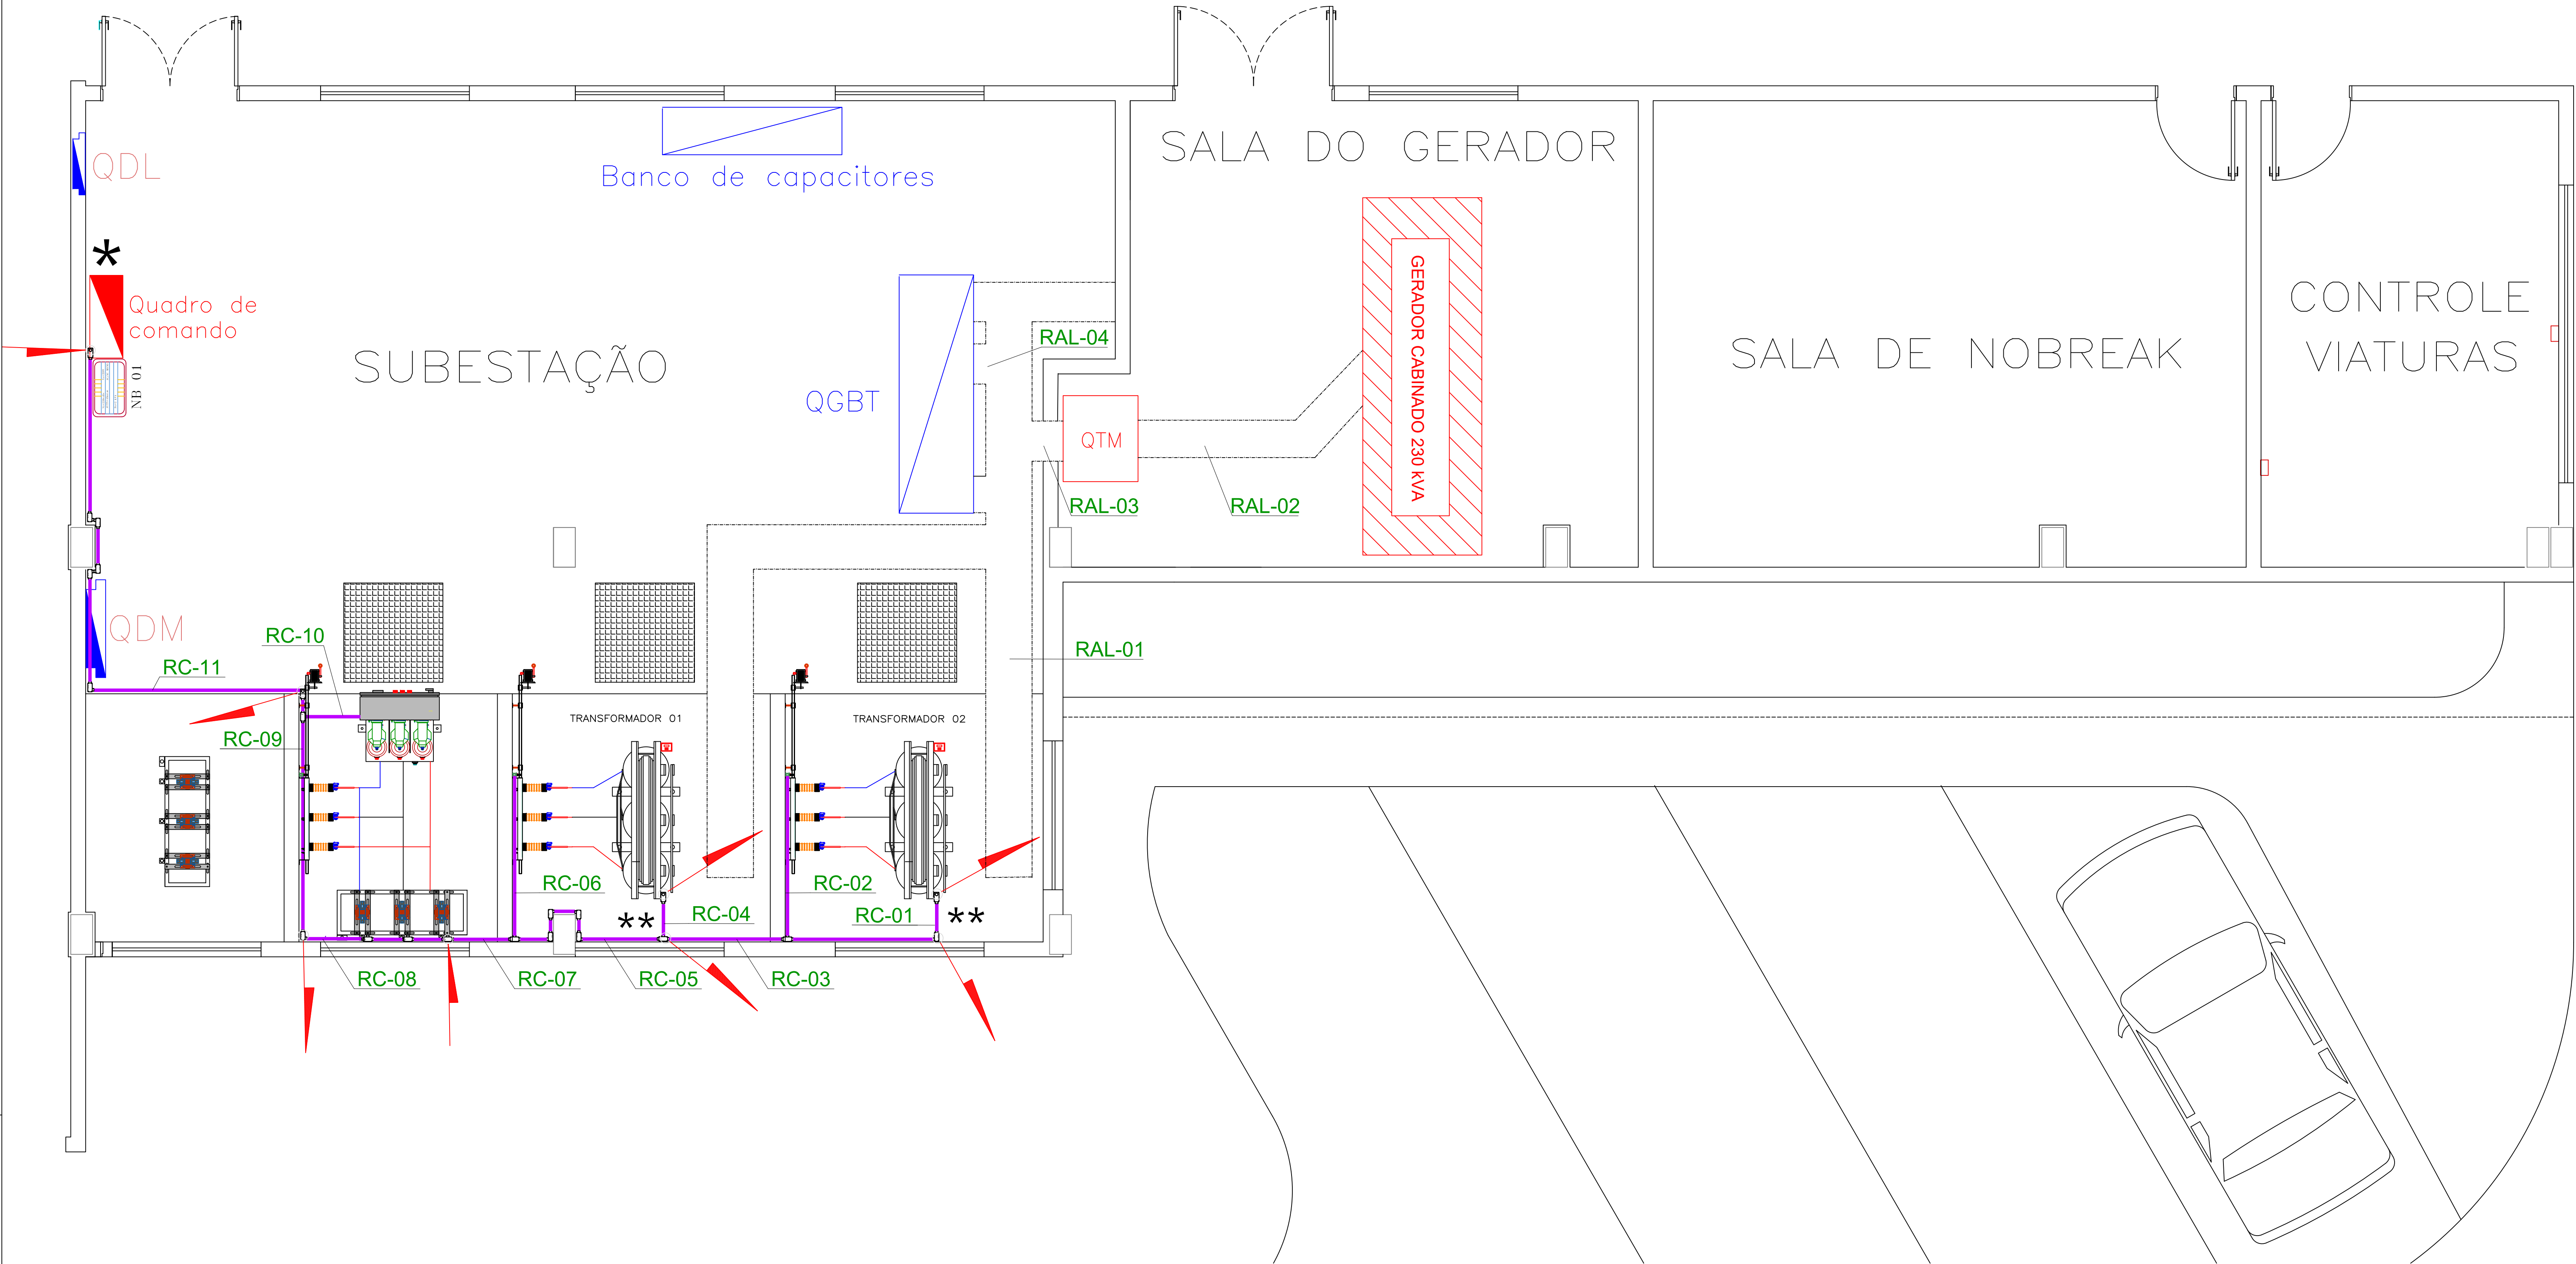 SALA DO GERADOR
QDL
Banco de capacitores
*
Quadro de
comando
NB 01
SUBESTAÇÃO
QGBT
RAL-04
QTM
GERADOR CABINADO 230 kVA
RAL-03
RAL-02
SALA DE NOBREAK
CONTROLE
VIATURAS
QDM
RC-10
RC-11
RAL-01
RC-09
TRANSFORMADOR 01
TRANSFORMADOR 02
RC-06
RC-02
**
RC-04
RC-01
**
RC-08
RC-07
RC-05
RC-03